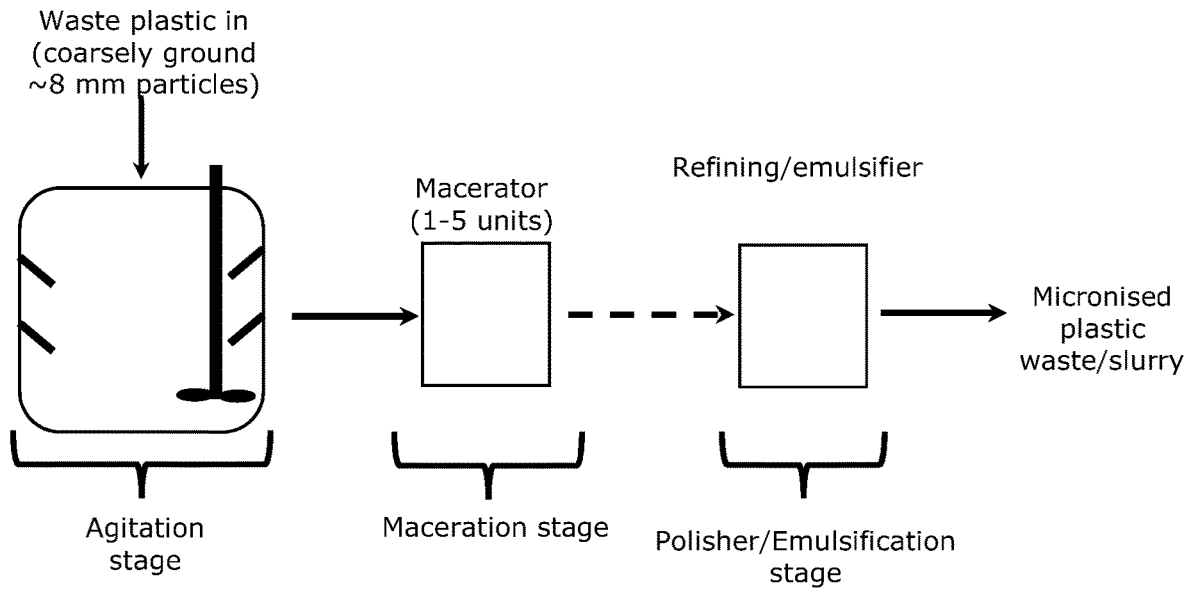 Waste plastic in
(coarsely ground
~8 mm particles)
Macerator
(1-5 units)
Refining/emulsifier
Micronised
plastic
waste/slurry
Agitation
stage
Maceration stage
Polisher/Emulsification
stage